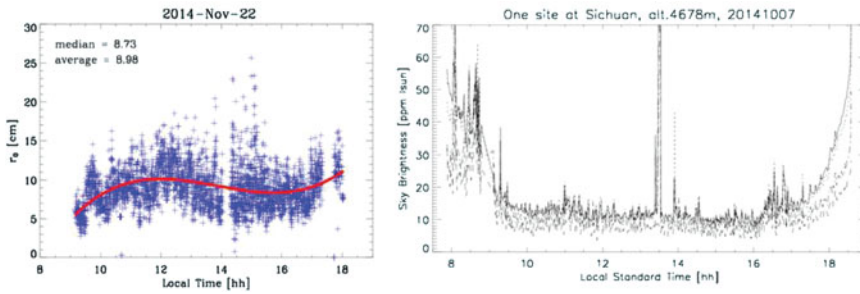 2014-Nov-22
median = 8.73
average = 8.98
r₀ [cm]
30
25
20
15
10
5
0
8 10 12 14 16 18
Local Time [hh]
One site at Sichuan, alt.4678m, 20141007
Sky Brightness [ppm Isun]
70
60
50
40
30
20
10
0
8 10 12 14 16 18
Local Standard Time [hh]